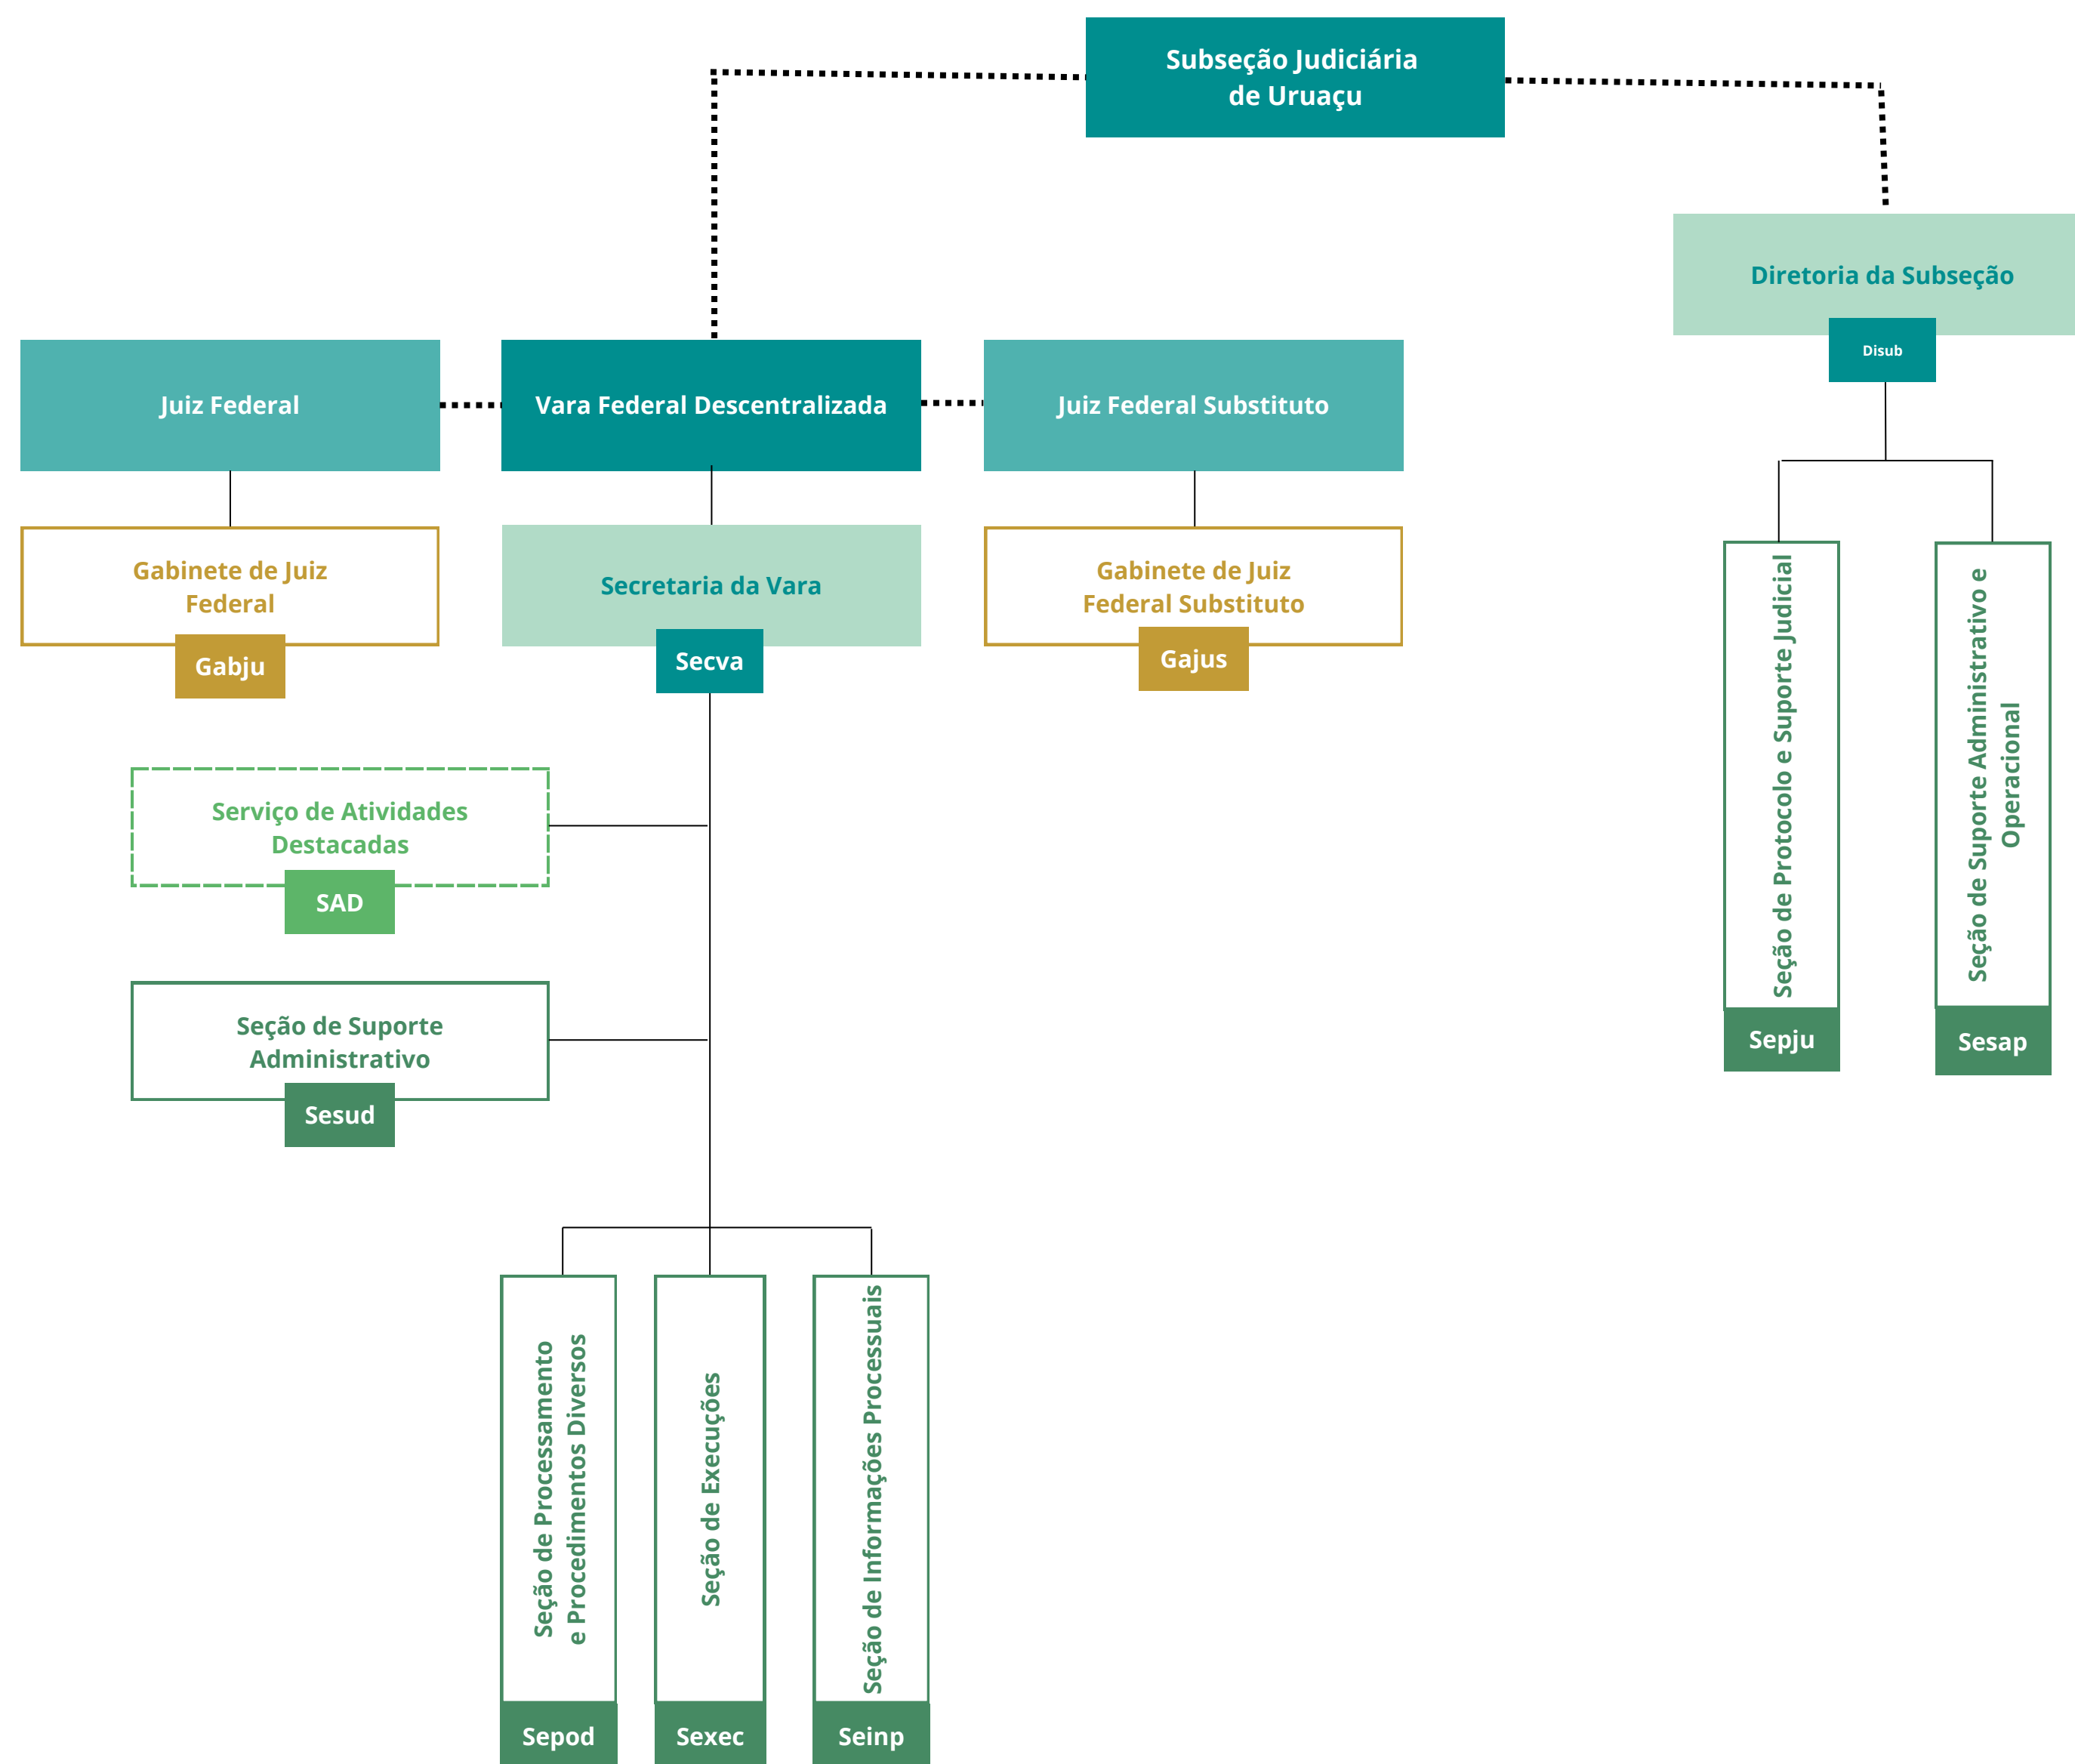 Subseção Judiciária
de Uruaçu
Diretoria da Subseção
Disub
Juiz Federal
Vara Federal Descentralizada
Juiz Federal Substituto
Gabinete de Juiz
Federal
Gabju
Secretaria da Vara
Secva
Gabinete de Juiz
Federal Substituto
Gajus
Seção de Protocolo e Suporte Judicial
Sepju
Seção de Suporte Administrativo e
Operacional
Sesap
Serviço de Atividades
Destacadas
SAD
Seção de Suporte
Administrativo
Sesud
Seção de Processamento
e Procedimentos Diversos
Sepod
Seção de Execuções
Sexec
Seção de Informações Processuais
Seinp